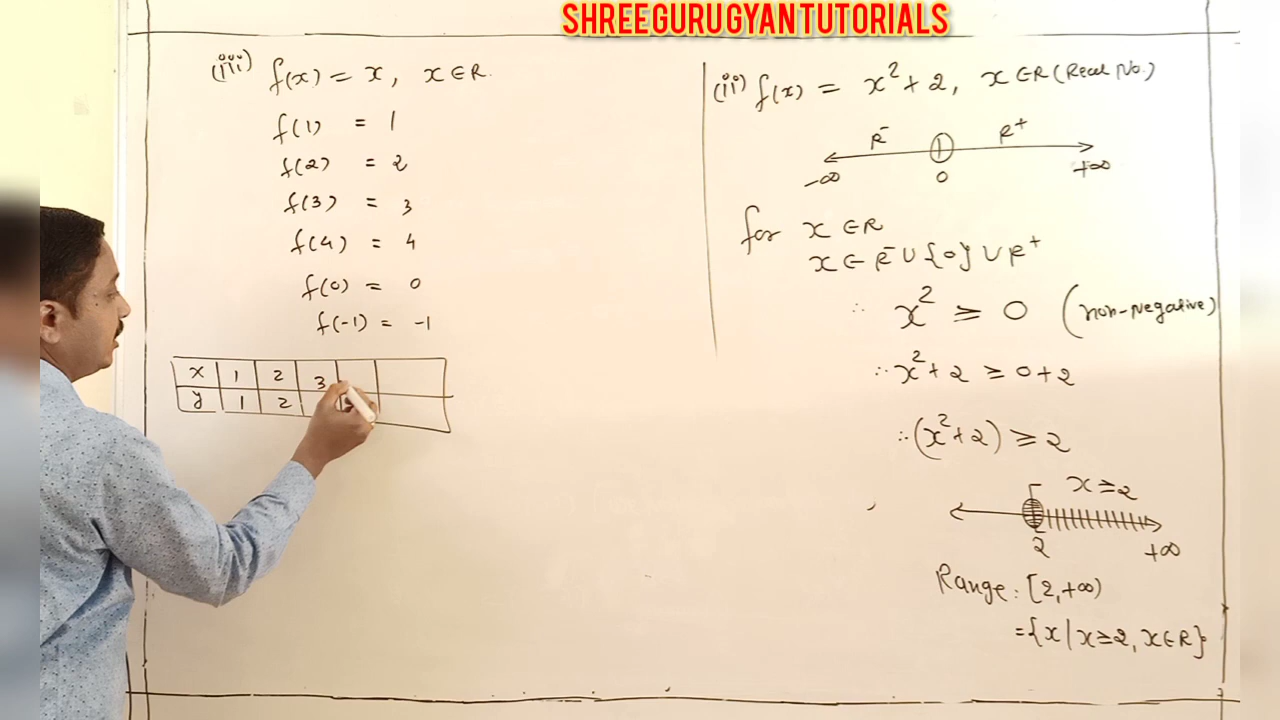 SHREE GURU GYAN TUTORIALS
(iii) f(x) = x, x ∈ R.
f(1) = 1
f(2) = 2
f(3) = 3
f(4) = 4
f(0) = 0
f(-1) = -1
x 1 2 3
y 1 2
(ii) f(x) = x² + 2, x ∈ R (Real No.)
R⁻ R⁺
-∞ 0 +∞
for x ∈ R
x ∈ R⁻ ∪ {0} ∪ R⁺
∴ x² ≥ 0 (non-negative)
∴ x² + 2 ≥ 0 + 2
∴ (x² + 2) ≥ 2
[ x ≥ 2
2 +∞
Range : [2, +∞)
= {x | x ≥ 2, x ∈ R}